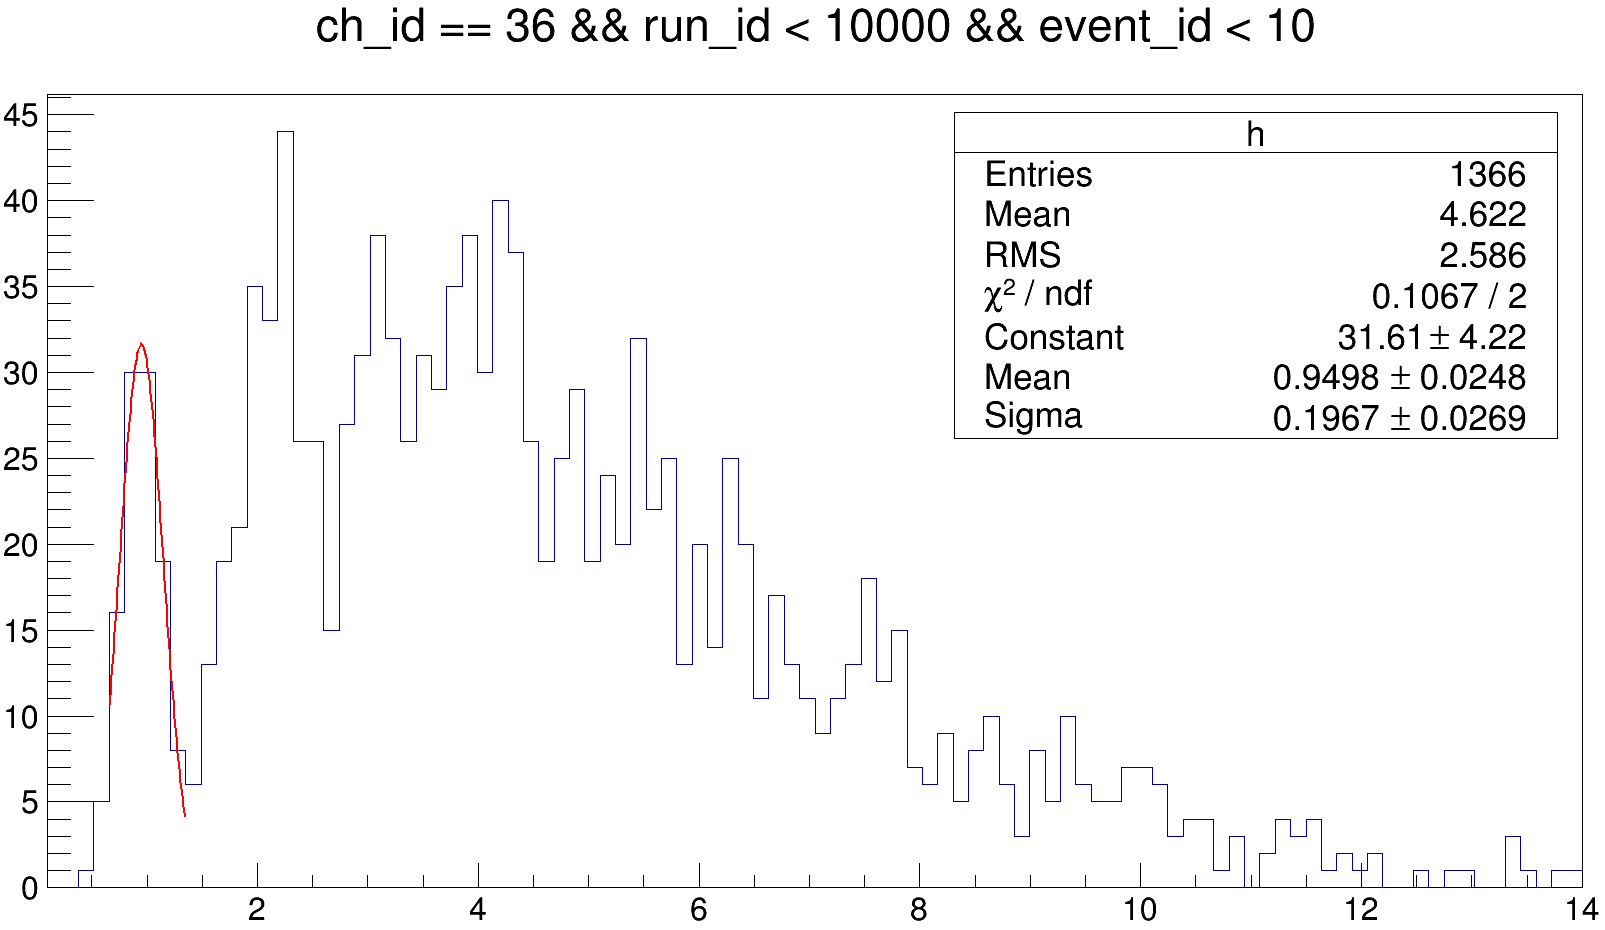 ch_id == 36 && run_id < 10000 && event_id < 10
45
40
35
30
25
20
15
10
5
0
h
Entries 1366
Mean 4.622
RMS 2.586
χ² / ndf 0.1067 / 2
Constant 31.61 ± 4.22
Mean 0.9498 ± 0.0248
Sigma 0.1967 ± 0.0269
2 4 6 8 10 12 14